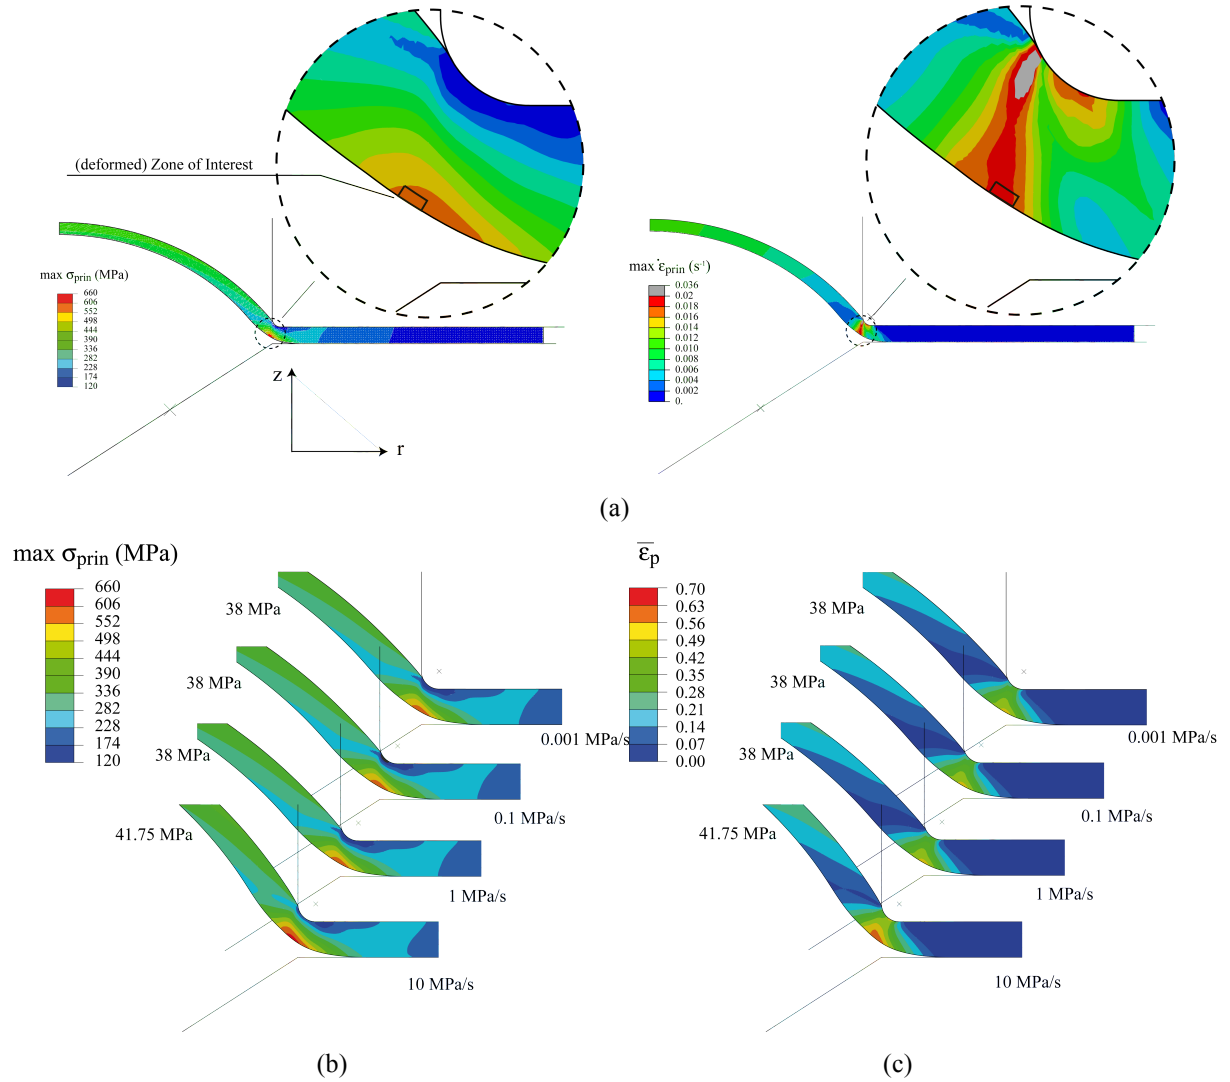 (deformed) Zone of Interest
max σprin (MPa)
660
606
552
498
444
390
336
282
228
174
120
z
r
max ε̇prin (s-1)
0.036
0.02
0.018
0.016
0.014
0.012
0.010
0.008
0.006
0.004
0.002
0.
(a)
max σprin (MPa)
660
606
552
498
444
390
336
282
228
174
120
38 MPa
38 MPa
38 MPa
41.75 MPa
0.001 MPa/s
0.1 MPa/s
1 MPa/s
10 MPa/s
(b)
ε̅p
0.70
0.63
0.56
0.49
0.42
0.35
0.28
0.21
0.14
0.07
0.00
38 MPa
38 MPa
38 MPa
41.75 MPa
0.001 MPa/s
0.1 MPa/s
1 MPa/s
10 MPa/s
(c)